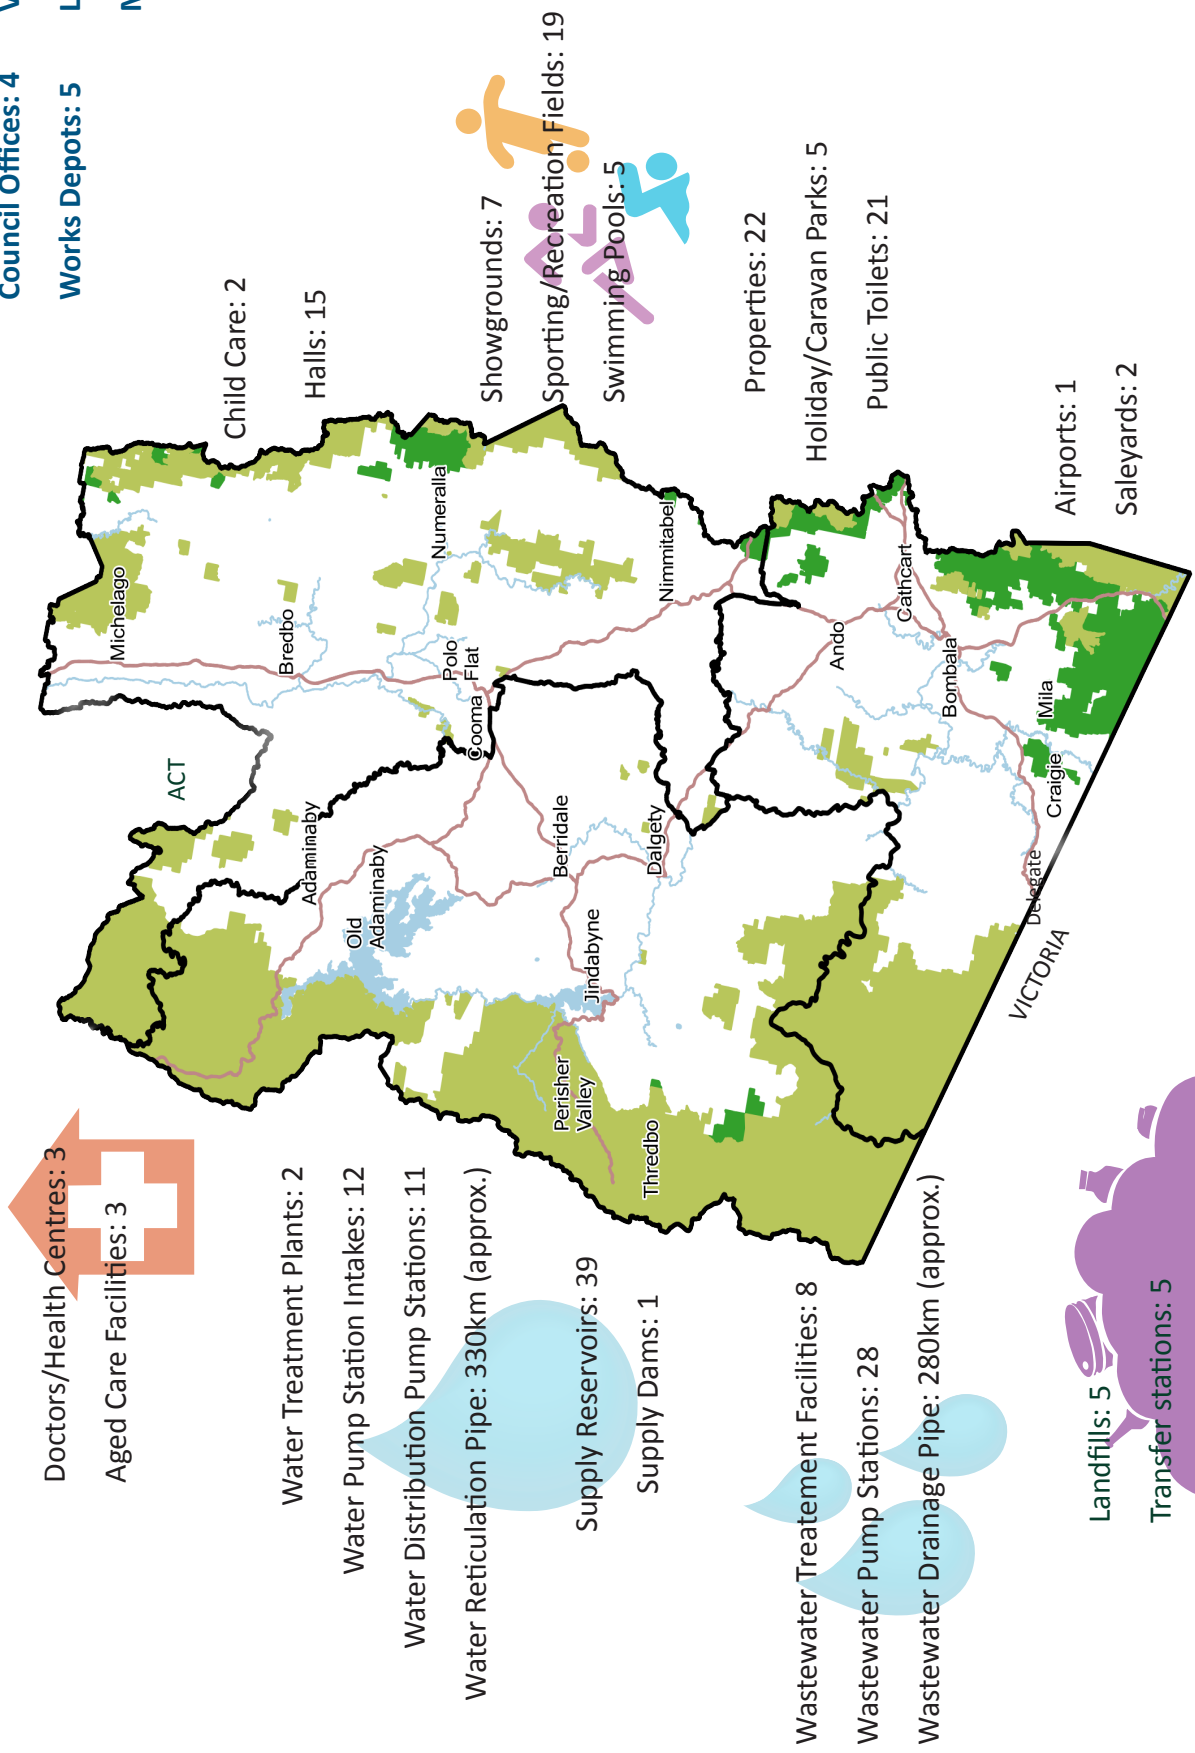 Council Offices: 4
Works Depots: 5
Doctors/Health Centres: 3
Aged Care Facilities: 3
Water Treatment Plants: 2
Water Pump Station Intakes: 12
Water Distribution Pump Stations: 11
Water Reticulation Pipe: 330km (approx.)
Supply Reservoirs: 39
Supply Dams: 1
Wastewater Treatement Facilities: 8
Wastewater Pump Stations: 28
Wastewater Drainage Pipe: 280km (approx.)
Landfills: 5
Transfer stations: 5
Michelago
ACT
Bredbo
Adaminaby
Old
Adaminaby
Numeralla
Polo
Flat
Cooma
Berridale
Perisher
Valley
Jindabyne
Thredbo
Dalgety
Nimmitabel
Ando
Cathcart
Bombala
Delegate
Mila
Craigie
VICTORIA
Child Care: 2
Halls: 15
Showgrounds: 7
Sporting/Recreation Fields: 19
Swimming Pools: 5
Properties: 22
Holiday/Caravan Parks: 5
Public Toilets: 21
Airports: 1
Saleyards: 2